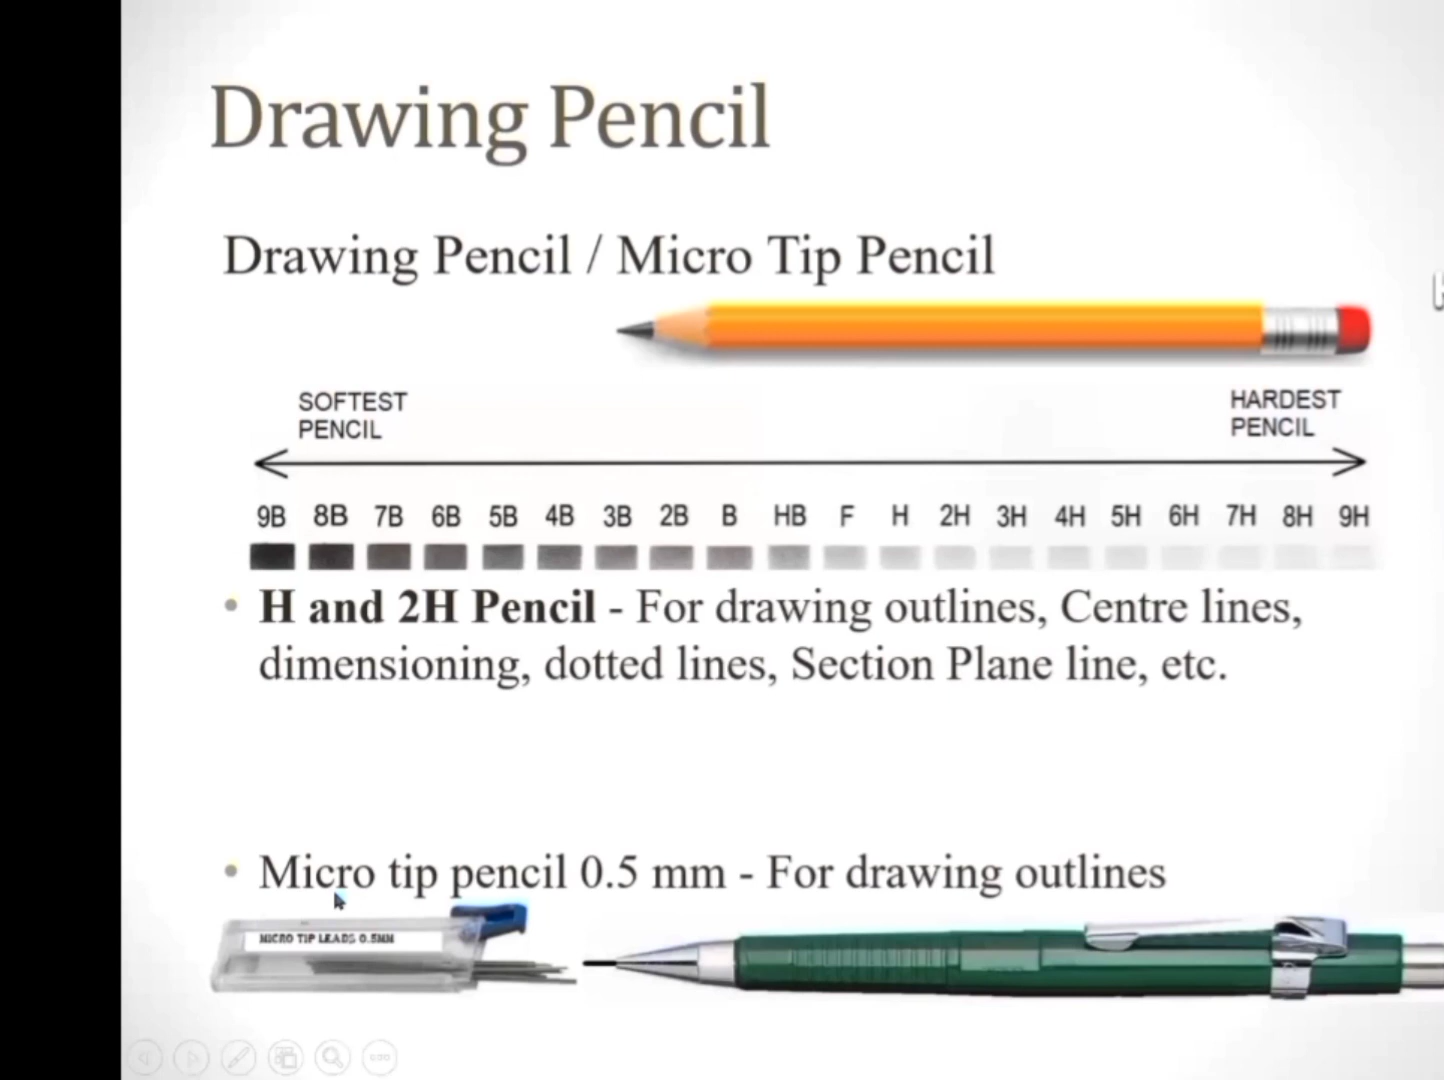 Drawing Pencil
Drawing Pencil / Micro Tip Pencil
SOFTEST
PENCIL
HARDEST
PENCIL
9B 8B 7B 6B 5B 4B 3B 2B B HB F H 2H 3H 4H 5H 6H 7H 8H 9H
• H and 2H Pencil - For drawing outlines, Centre lines,
dimensioning, dotted lines, Section Plane line, etc.
• Micro tip pencil 0.5 mm - For drawing outlines
MICRO TIP LEADS 0.5MM